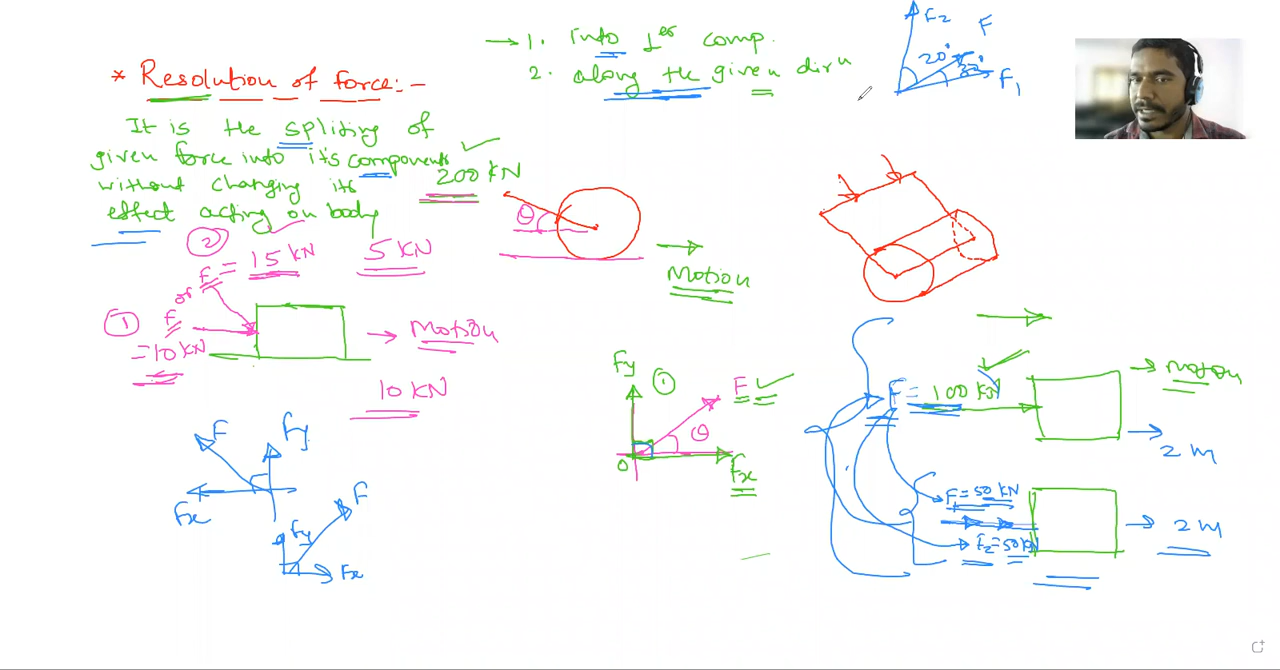 * Resolution of force:-
It is the spliting of
given force into it's components
without changing its
effect acting on body
→ 1. Into ⊥er comp.
2. along the given dirn
F2
F
20°
F1
200 KN
θ
Motion
② F = 15 KN
5 KN
or
① F = 10 KN
Motion
10 KN
Fy
①
F
θ
O
Fx
F = 100 KN
Motion
2 m
F1 = 50 KN
F2 = 50 KN
2 m
F
Fy
Fx
F
Fy
Fx